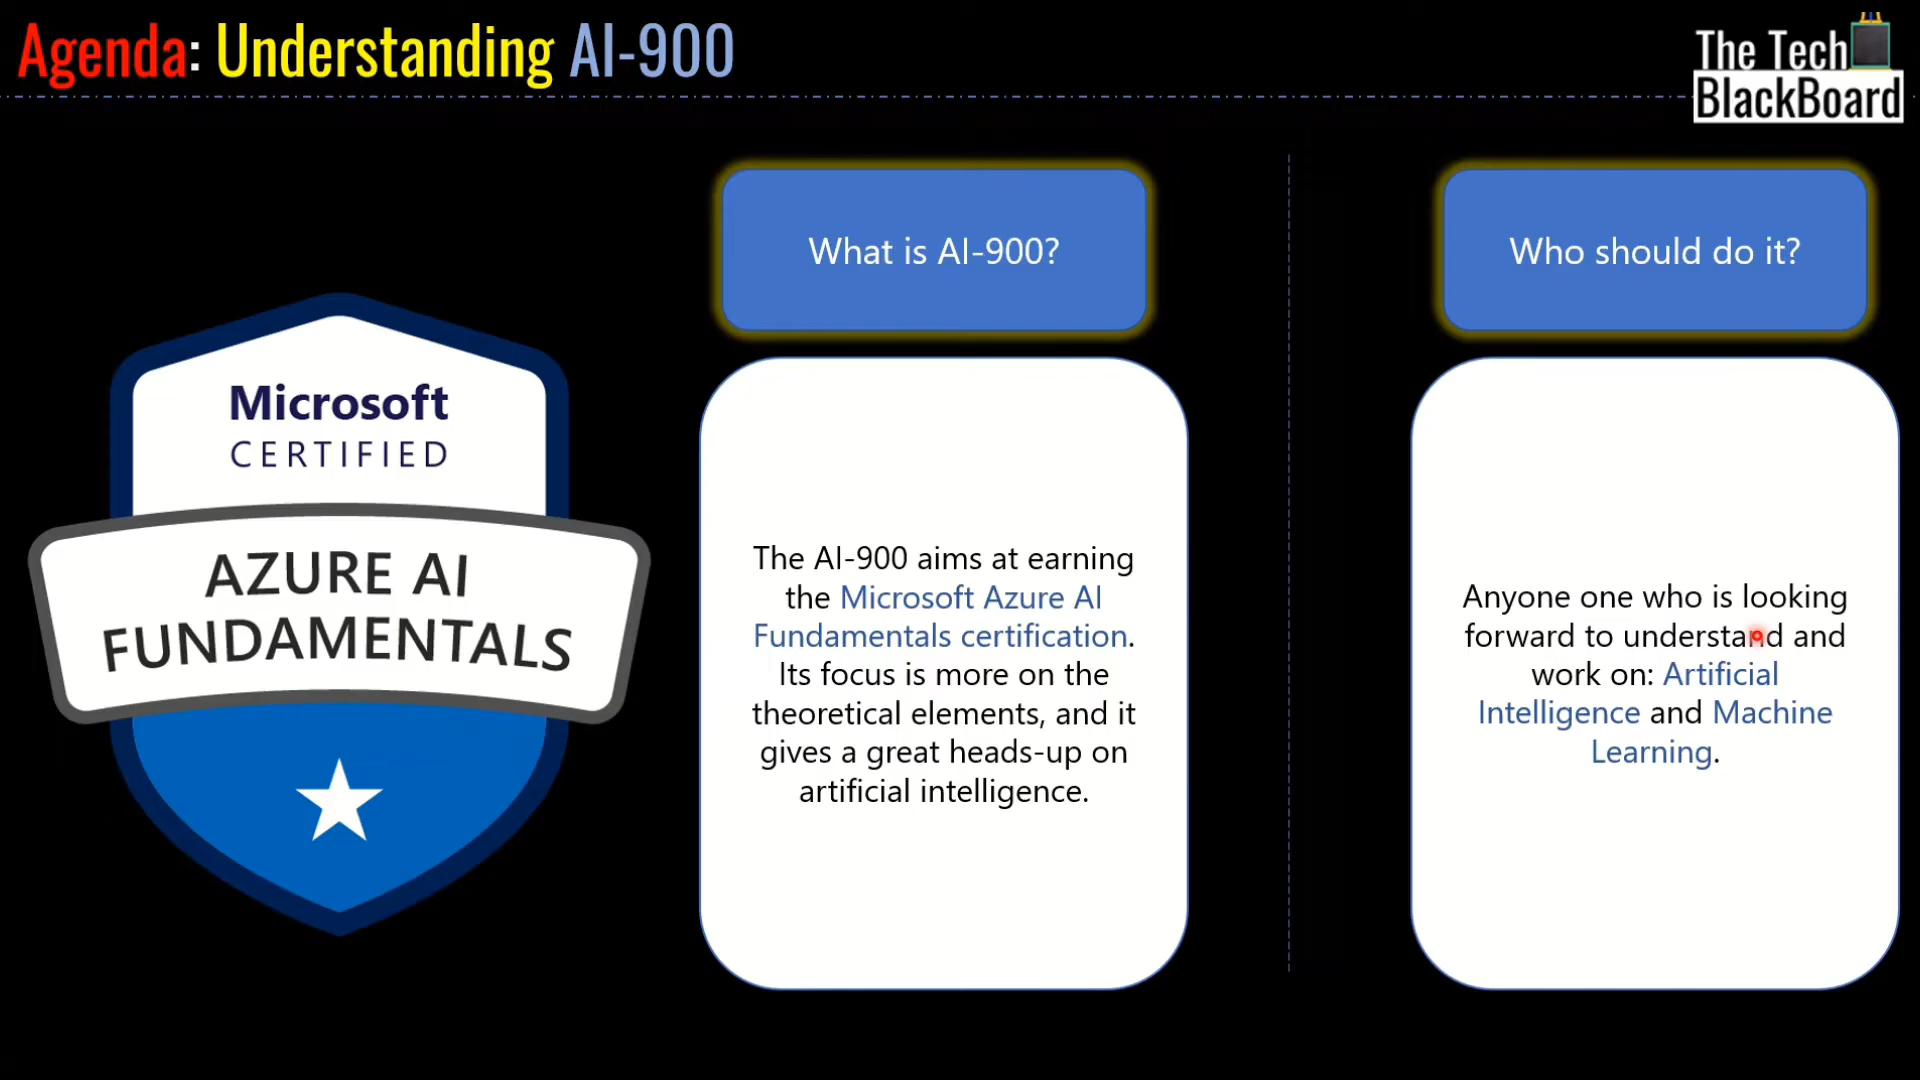 Agenda: Understanding AI-900
The Tech
BlackBoard
Microsoft
CERTIFIED
AZURE AI
FUNDAMENTALS
What is AI-900?
The AI-900 aims at earning
the Microsoft Azure AI
Fundamentals certification.
Its focus is more on the
theoretical elements, and it
gives a great heads-up on
artificial intelligence.
Who should do it?
Anyone one who is looking
forward to understand and
work on: Artificial
Intelligence and Machine
Learning.